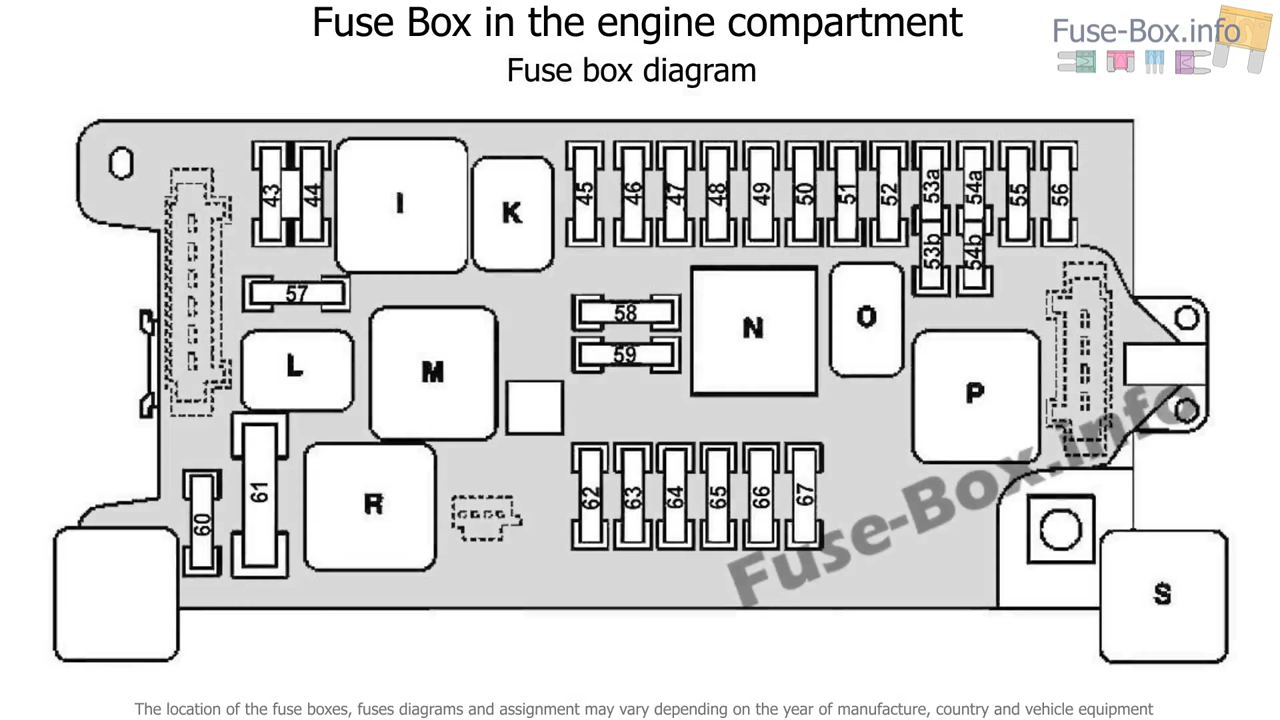 Fuse Box in the engine compartment
Fuse-Box.info
Fuse box diagram
43 44 I K 45 46 47 48 49 50 51 52 53a 54a 55 56
53b 54b
57
58
59
N O
L M P
60 61 R 62 63 64 65 66 67
Fuse-Box.info
S
The location of the fuse boxes, fuses diagrams and assignment may vary depending on the year of manufacture, country and vehicle equipment